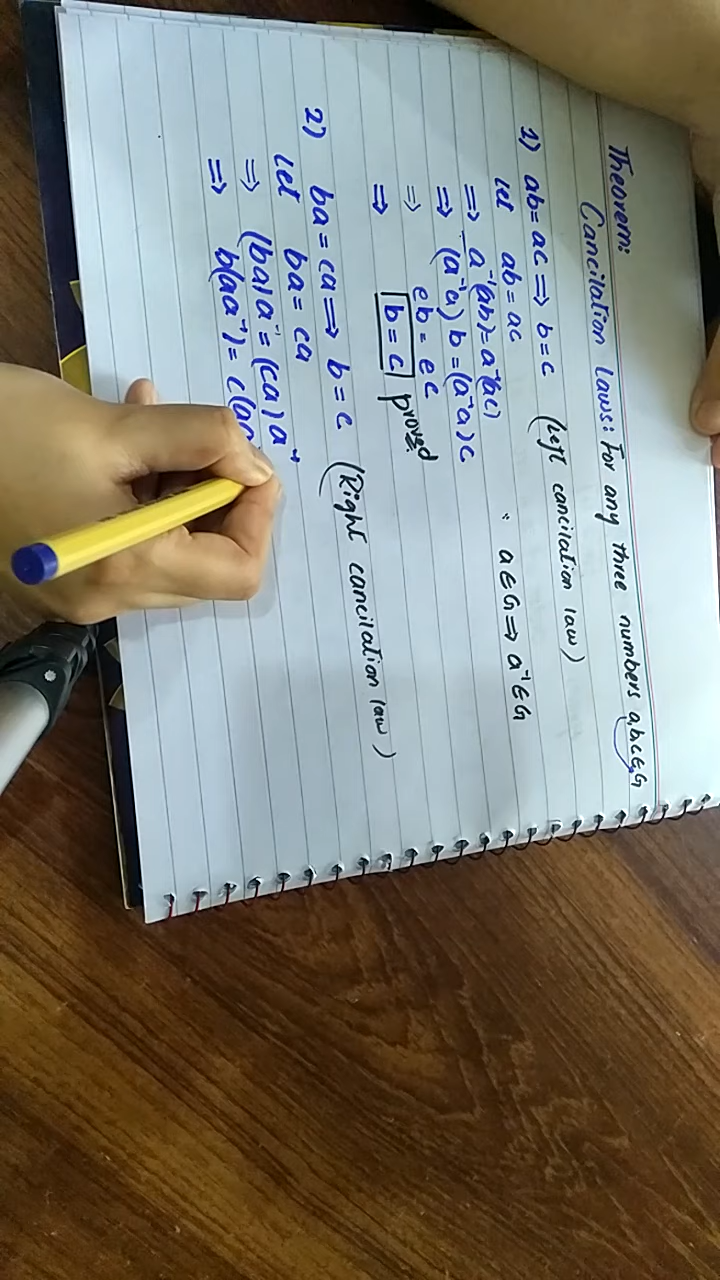 Theorem:
Cancilation laws: For any three numbers a,b,c∈G
1) ab = ac ⟹ b = c (Left cancilation law)
Let ab = ac ∵ a∈G ⟹ a⁻¹∈G
⟹ a⁻¹(ab) = a⁻¹(ac)
⟹ (a⁻¹a) b = (a⁻¹a) c
⟹ eb = ec
⟹ b = c proved
2) ba = ca ⟹ b = c (Right cancilation law)
Let ba = ca
⟹ (ba)a⁻¹ = (ca)a⁻¹
⟹ b(aa⁻¹) = c(aa